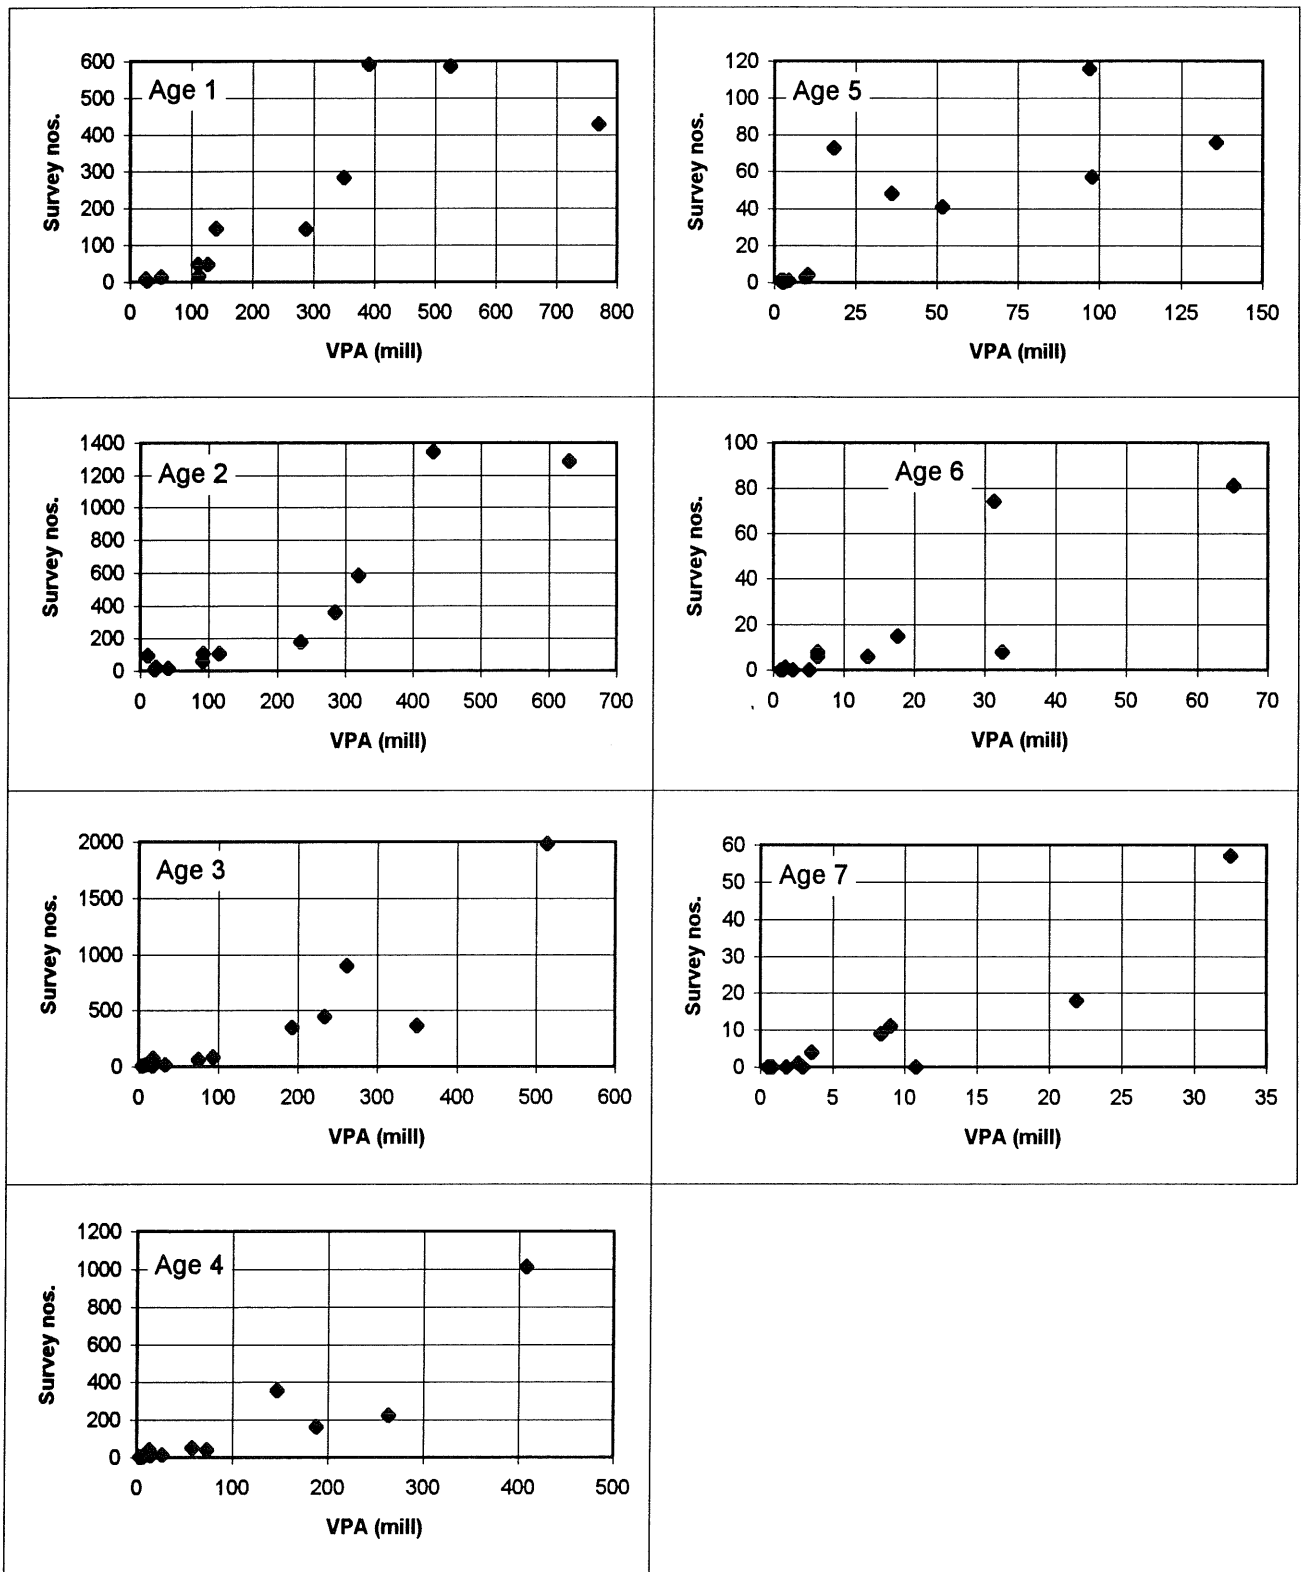 Age 1
Survey nos.
600
500
400
300
200
100
0
0 100 200 300 400 500 600 700 800
VPA (mill)
Age 5
Survey nos.
120
100
80
60
40
20
0
0 25 50 75 100 125 150
VPA (mill)
Age 2
Survey nos.
1400
1200
1000
800
600
400
200
0
0 100 200 300 400 500 600 700
VPA (mill)
Age 6
Survey nos.
100
80
60
40
20
0
0 10 20 30 40 50 60 70
VPA (mill)
Age 3
Survey nos.
2000
1500
1000
500
0
0 100 200 300 400 500 600
VPA (mill)
Age 7
Survey nos.
60
50
40
30
20
10
0
0 5 10 15 20 25 30 35
VPA (mill)
Age 4
Survey nos.
1200
1000
800
600
400
200
0
0 100 200 300 400 500
VPA (mill)